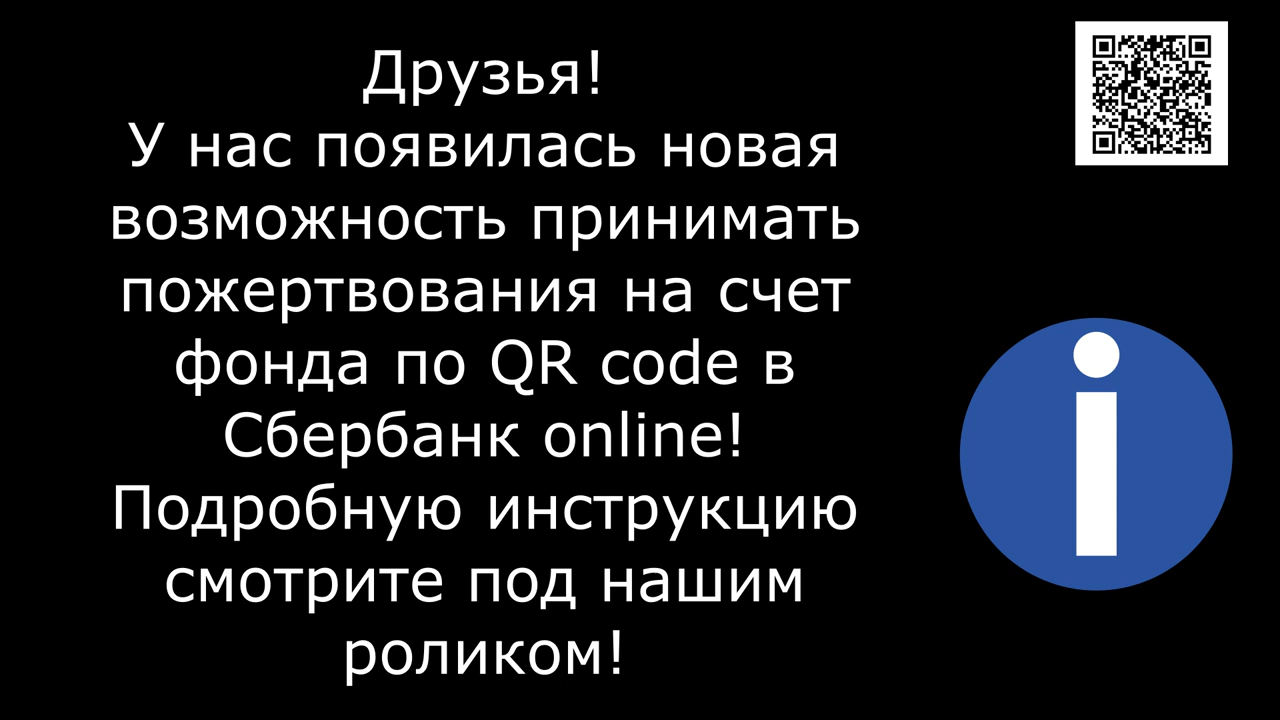 Друзья!
У нас появилась новая
возможность принимать
пожертвования на счет
фонда по QR code в
Сбербанк online!
Подробную инструкцию
смотрите под нашим
роликом!
i